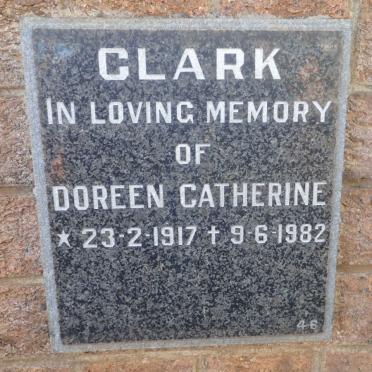 CLARK
IN LOVING MEMORY
OF
DOREEN CATHERINE
★ 23-2-1917 † 9-6-1982
46